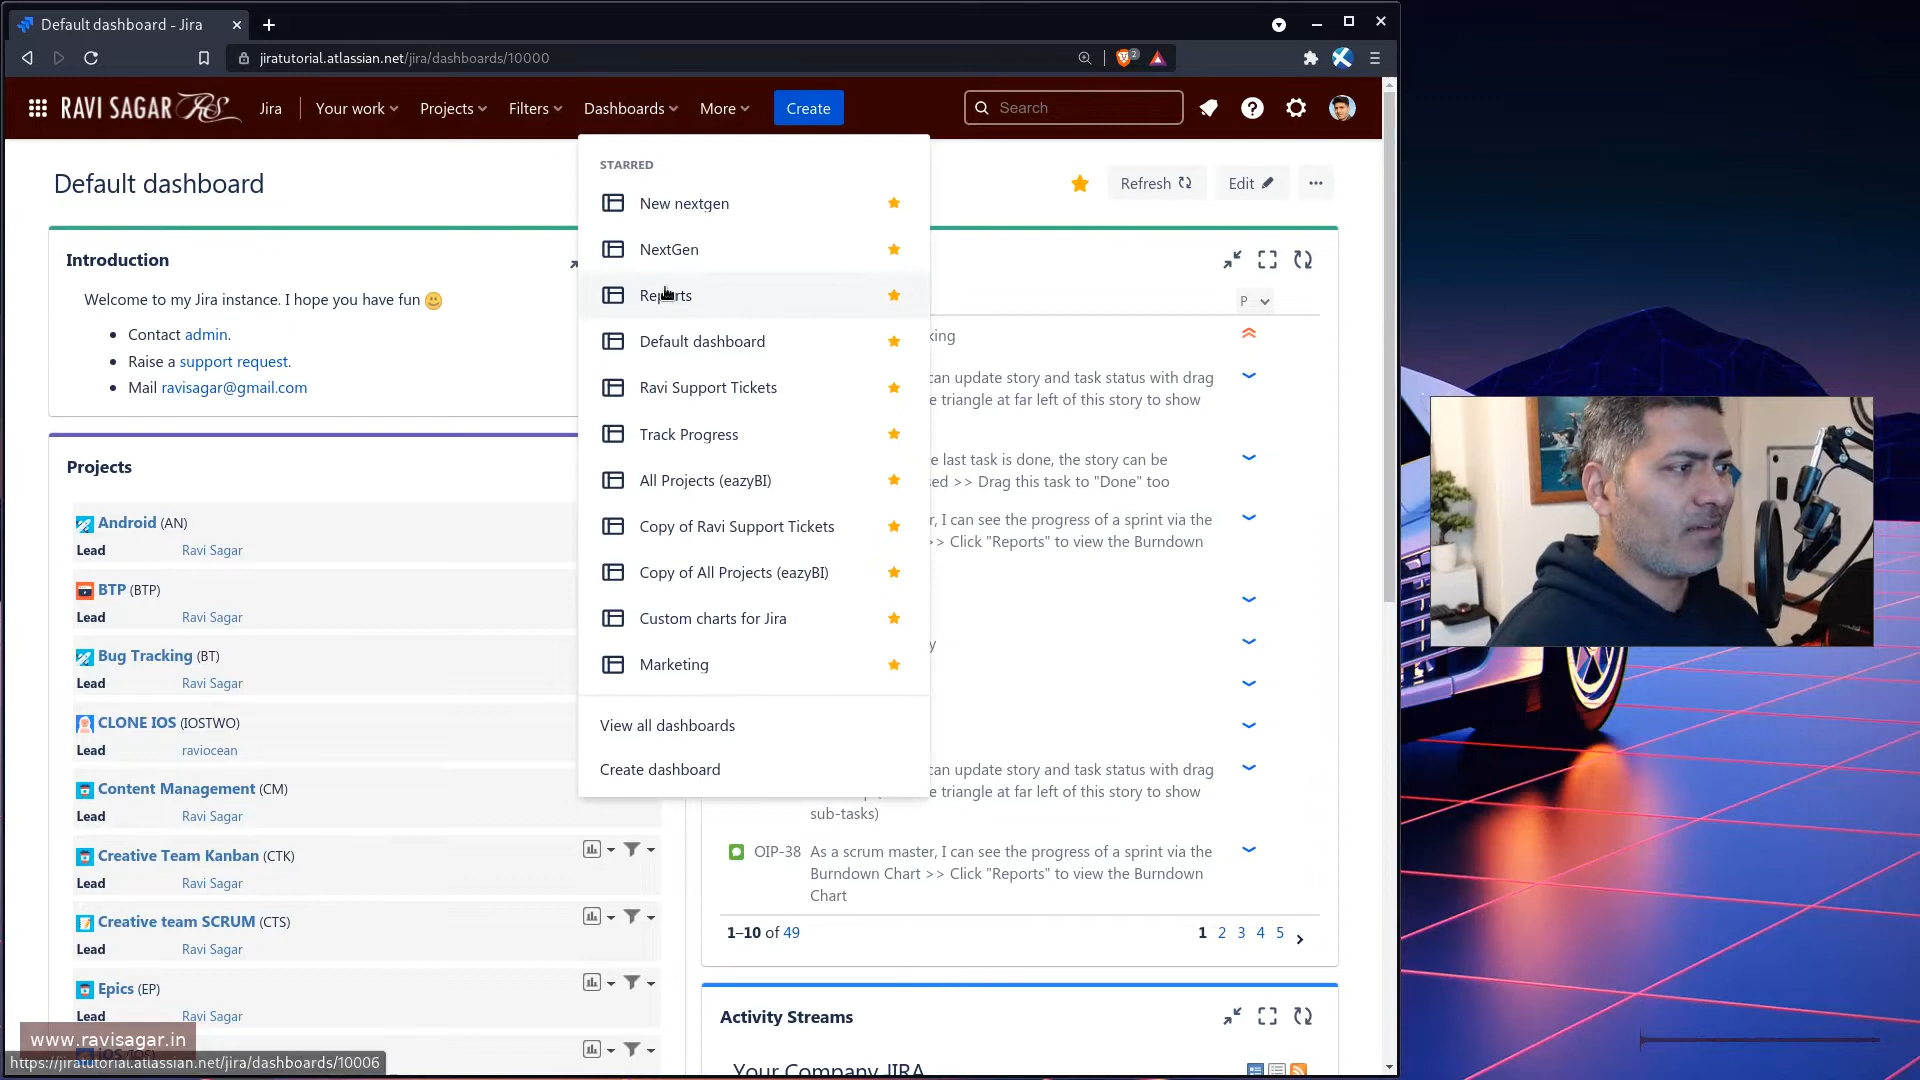 Default dashboard - Jira
jiratutorial.atlassian.net/jira/dashboards/10000
2
RAVI SAGAR RS
Jira
Your work
Projects
Filters
Dashboards
More
Create
Search
Default dashboard
Refresh
Edit
STARRED
New nextgen
NextGen
Reports
Default dashboard
Ravi Support Tickets
Track Progress
All Projects (eazyBI)
Copy of Ravi Support Tickets
Copy of All Projects (eazyBI)
Custom charts for Jira
Marketing
View all dashboards
Create dashboard
Introduction
Welcome to my Jira instance. I hope you have fun
Contact admin.
Raise a support request.
Mail ravisagar@gmail.com
Projects
Android (AN)
Lead Ravi Sagar
BTP (BTP)
Lead Ravi Sagar
Bug Tracking (BT)
Lead Ravi Sagar
CLONE IOS (IOSTWO)
Lead raviocean
Content Management (CM)
Lead Ravi Sagar
Creative Team Kanban (CTK)
Lead Ravi Sagar
Creative team SCRUM (CTS)
Lead Ravi Sagar
Epics (EP)
Lead Ravi Sagar
P
can update story and task status with drag
e triangle at far left of this story to show
e last task is done, the story can be
>> Drag this task to "Done" too
I can see the progress of a sprint via the
>> Click "Reports" to view the Burndown
can update story and task status with drag
e triangle at far left of this story to show
sub-tasks)
OIP-38 As a scrum master, I can see the progress of a sprint via the
Burndown Chart >> Click "Reports" to view the Burndown
Chart
1–10 of 49
1 2 3 4 5
Activity Streams
Your Company JIRA
www.ravisagar.in
https://jiratutorial.atlassian.net/jira/dashboards/10006